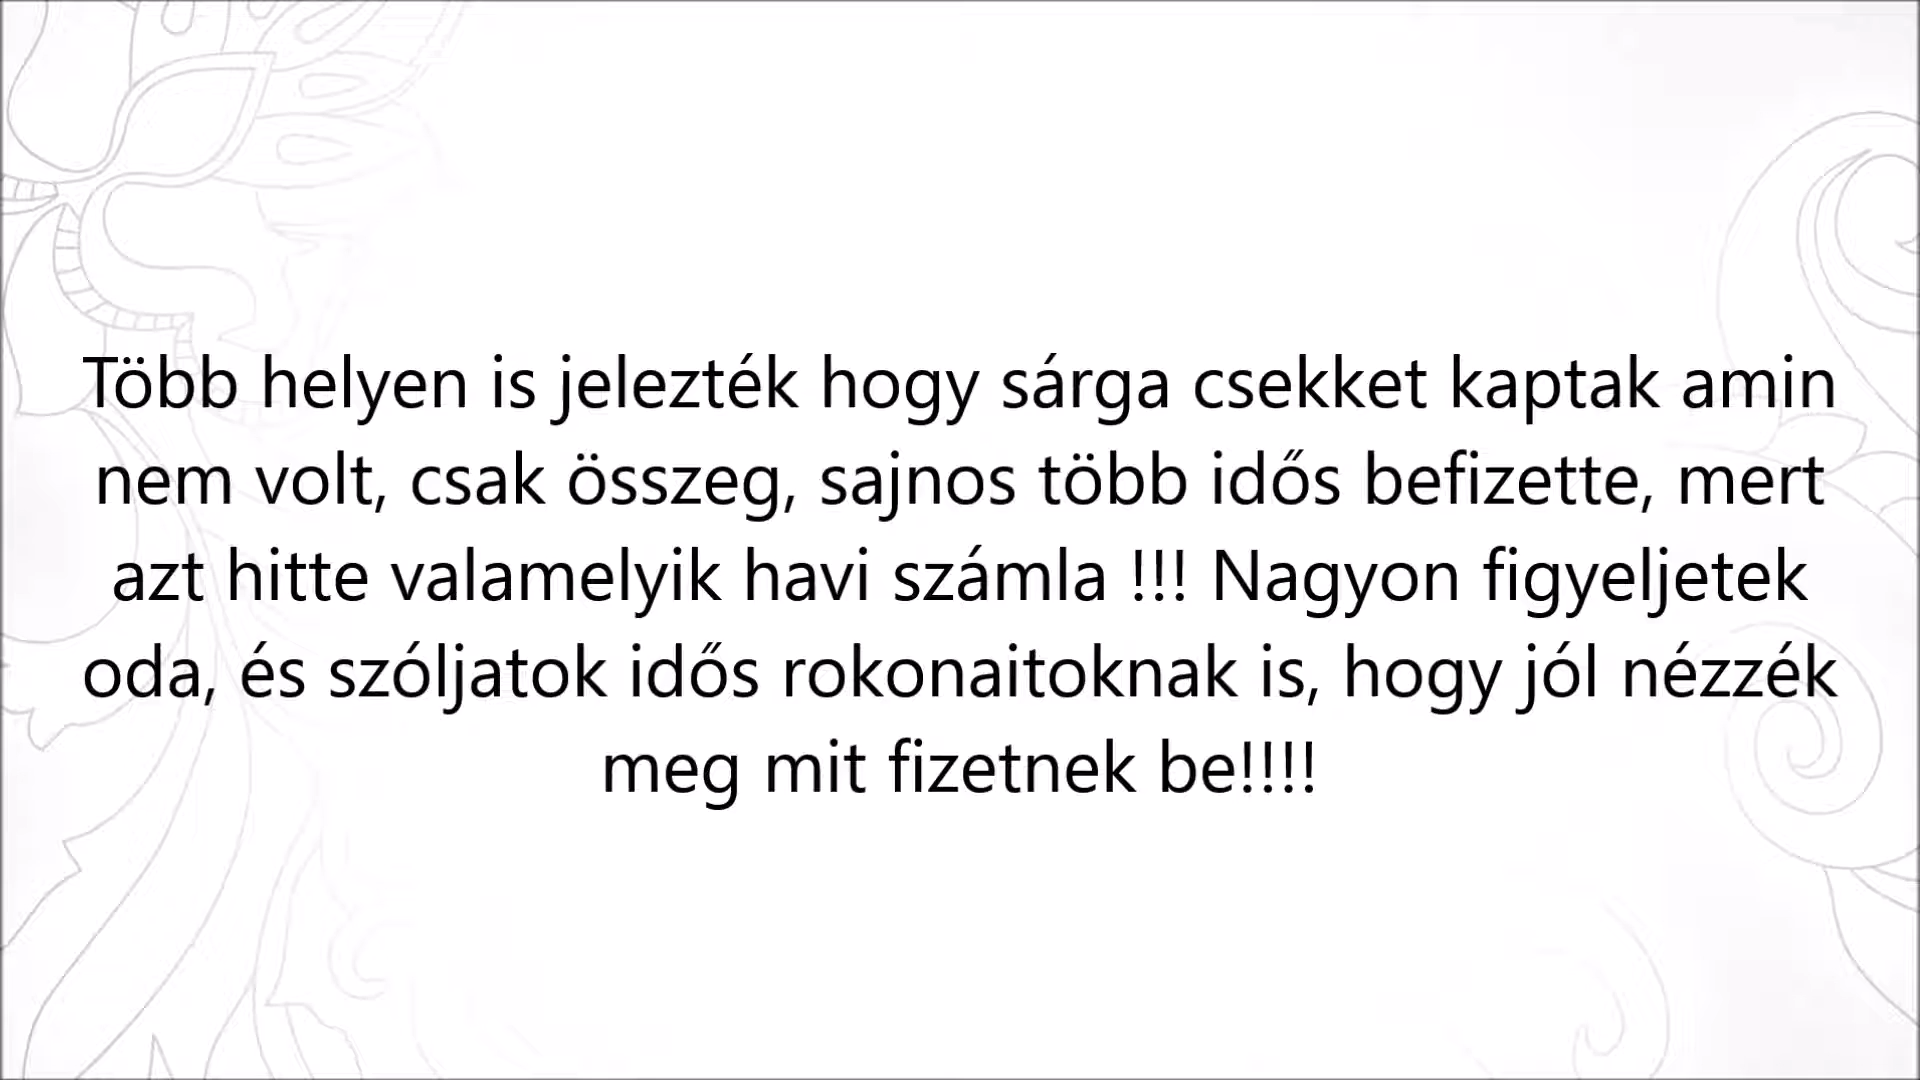 Több helyen is jelezték hogy sárga csekket kaptak amin
nem volt, csak összeg, sajnos több idős befizette, mert
azt hitte valamelyik havi számla !!! Nagyon figyeljetek
oda, és szóljatok idős rokonaitoknak is, hogy jól nézzék
meg mit fizetnek be!!!!